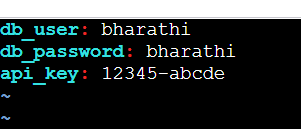 db_user: bharathi
db_password: bharathi
api_key: 12345-abcde
~
~